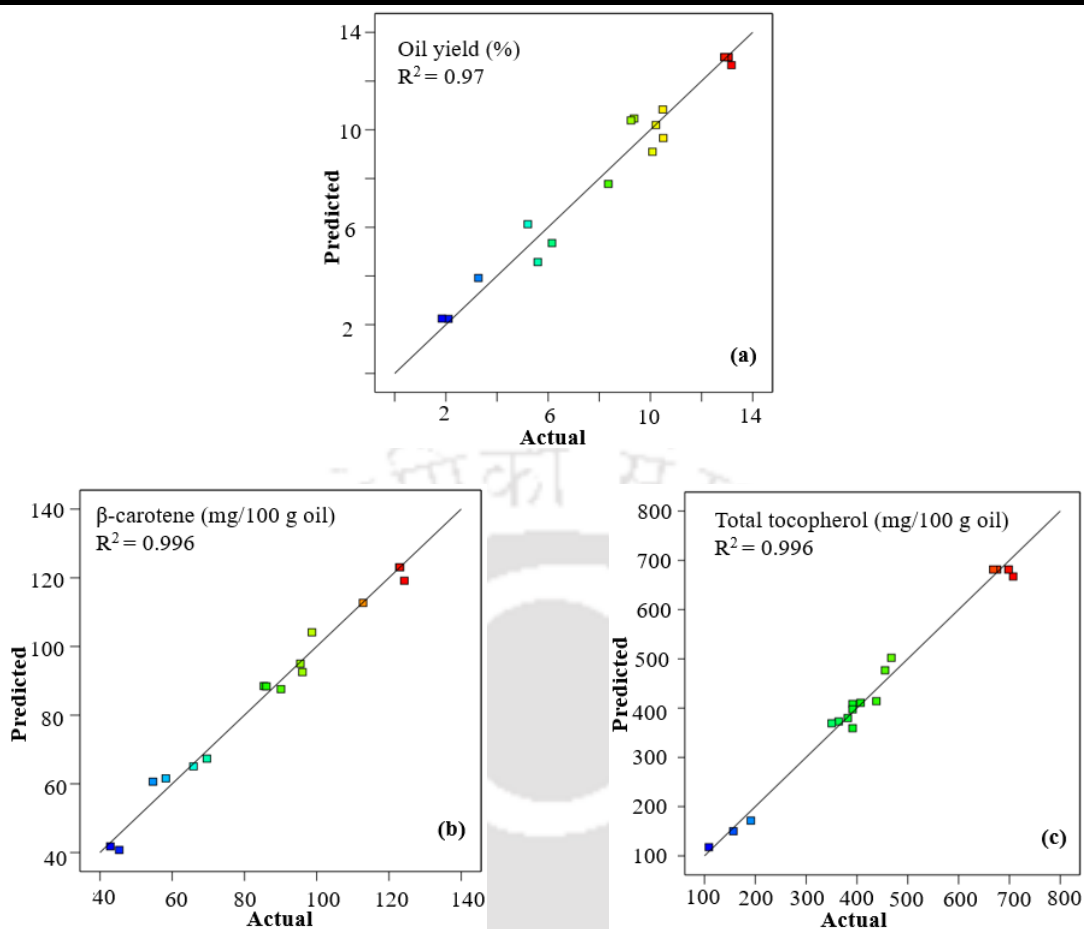 14
10
6
2
Predicted
Oil yield (%)
R² = 0.97
(a)
2 6 10 14
Actual
140
120
100
80
60
40
Predicted
β-carotene (mg/100 g oil)
R² = 0.996
(b)
40 60 80 100 120 140
Actual
800
700
600
500
400
300
200
100
Predicted
Total tocopherol (mg/100 g oil)
R² = 0.996
(c)
100 200 300 400 500 600 700 800
Actual